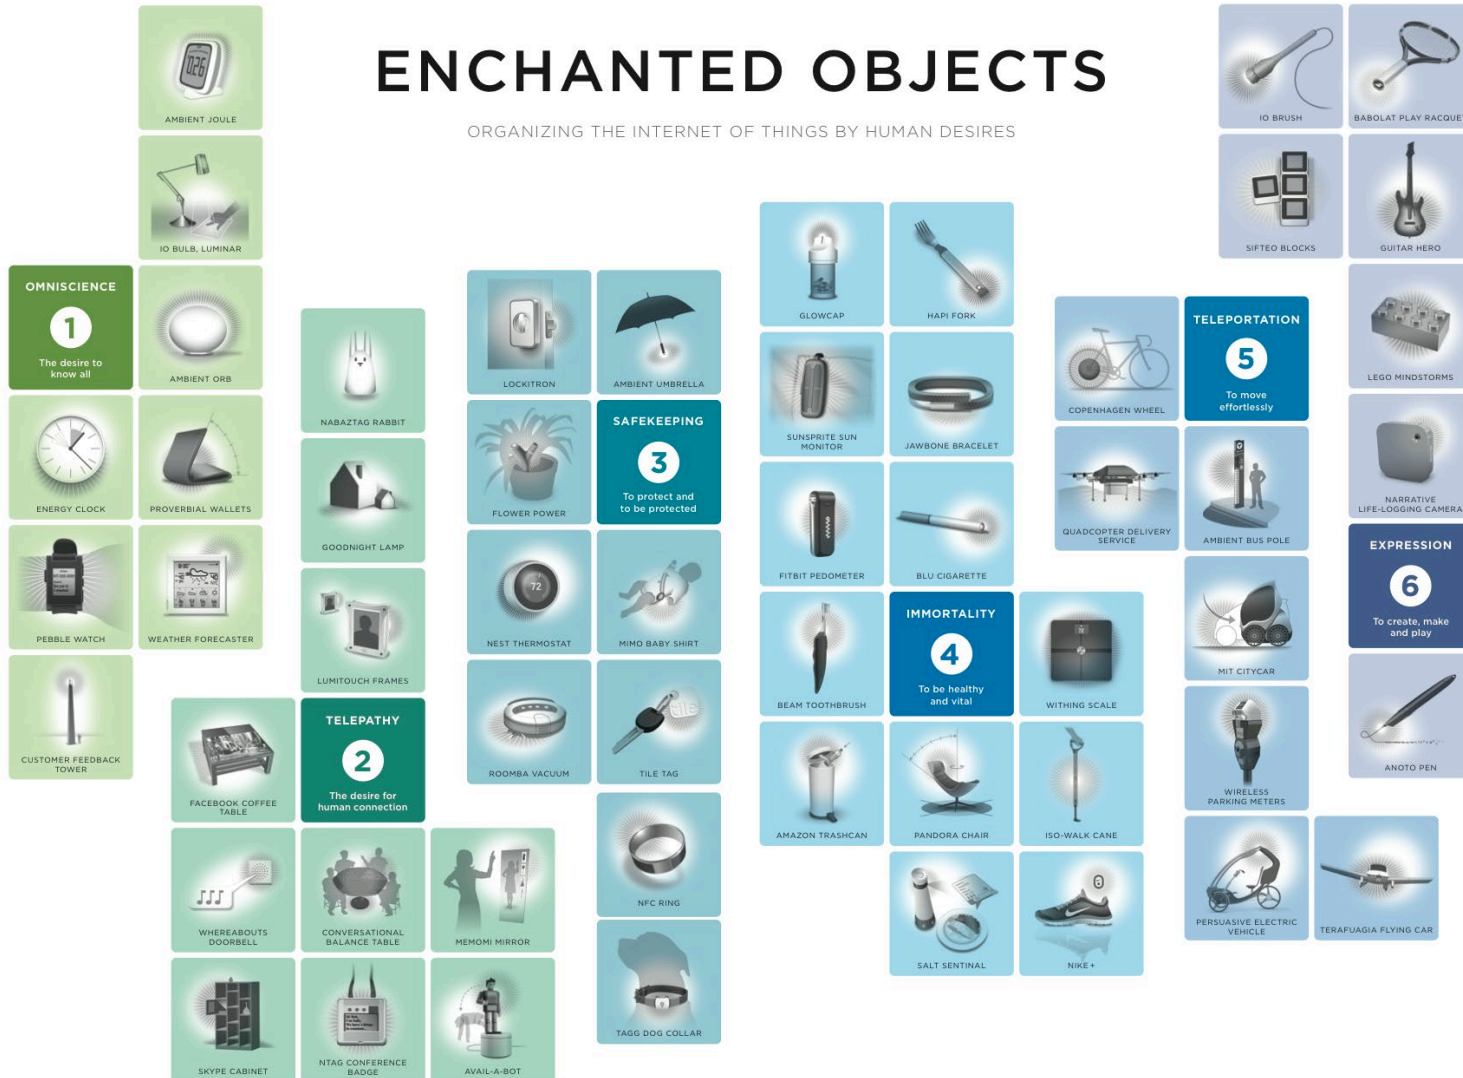 ENCHANTED OBJECTS
ORGANIZING THE INTERNET OF THINGS BY HUMAN DESIRES
AMBIENT JOULE
IO BULB, LUMINAR
OMNISCIENCE
1
The desire to
know all
AMBIENT ORB
ENERGY CLOCK
PROVERBIAL WALLETS
PEBBLE WATCH
WEATHER FORECASTER
CUSTOMER FEEDBACK
TOWER
NABAZTAG RABBIT
GOODNIGHT LAMP
LUMITOUCH FRAMES
FACEBOOK COFFEE
TABLE
TELEPATHY
2
The desire for
human connection
WHEREABOUTS
DOORBELL
CONVERSATIONAL
BALANCE TABLE
MEMOMI MIRROR
SKYPE CABINET
NTAG CONFERENCE
BADGE
AVAIL-A-BOT
LOCKITRON
AMBIENT UMBRELLA
FLOWER POWER
SAFEKEEPING
3
To protect and
to be protected
72
NEST THERMOSTAT
MIMO BABY SHIRT
ROOMBA VACUUM
tile
TILE TAG
NFC RING
TAGG DOG COLLAR
GLOWCAP
HAPI FORK
SUNSPRITE SUN
MONITOR
JAWBONE BRACELET
FITBIT PEDOMETER
BLU CIGARETTE
BEAM TOOTHBRUSH
IMMORTALITY
4
To be healthy
and vital
WITHING SCALE
AMAZON TRASHCAN
PANDORA CHAIR
ISO-WALK CANE
SALT SENTINAL
NIKE+
COPENHAGEN WHEEL
TELEPORTATION
5
To move
effortlessly
QUADCOPTER DELIVERY
SERVICE
AMBIENT BUS POLE
MIT CITYCAR
WIRELESS
PARKING METERS
PERSUASIVE ELECTRIC
VEHICLE
TERAFUAGIA FLYING CAR
IO BRUSH
BABOLAT PLAY RACQUET
SIFTEO BLOCKS
GUITAR HERO
LEGO MINDSTORMS
NARRATIVE
LIFE-LOGGING CAMERA
EXPRESSION
6
To create, make
and play
ANOTO PEN